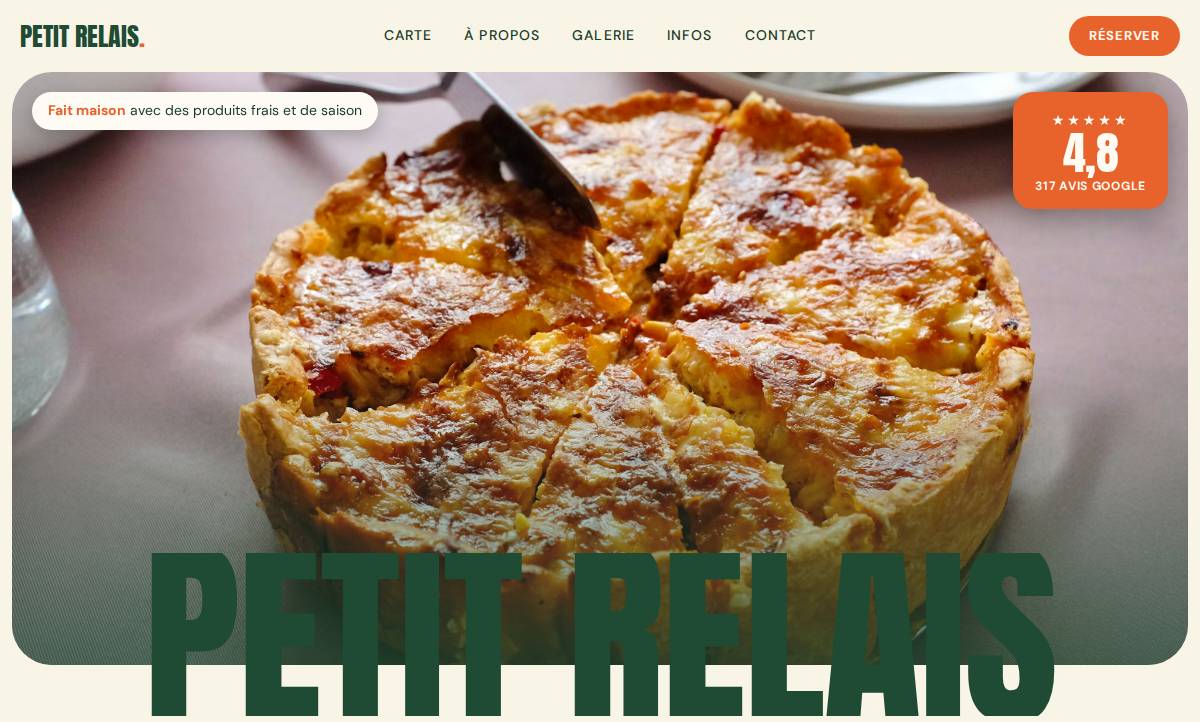 PETIT RELAIS.
CARTE
À PROPOS
GALERIE
INFOS
CONTACT
RÉSERVER
Fait maison avec des produits frais et de saison
★★★★★
4,8
317 AVIS GOOGLE
PETIT RELAIS